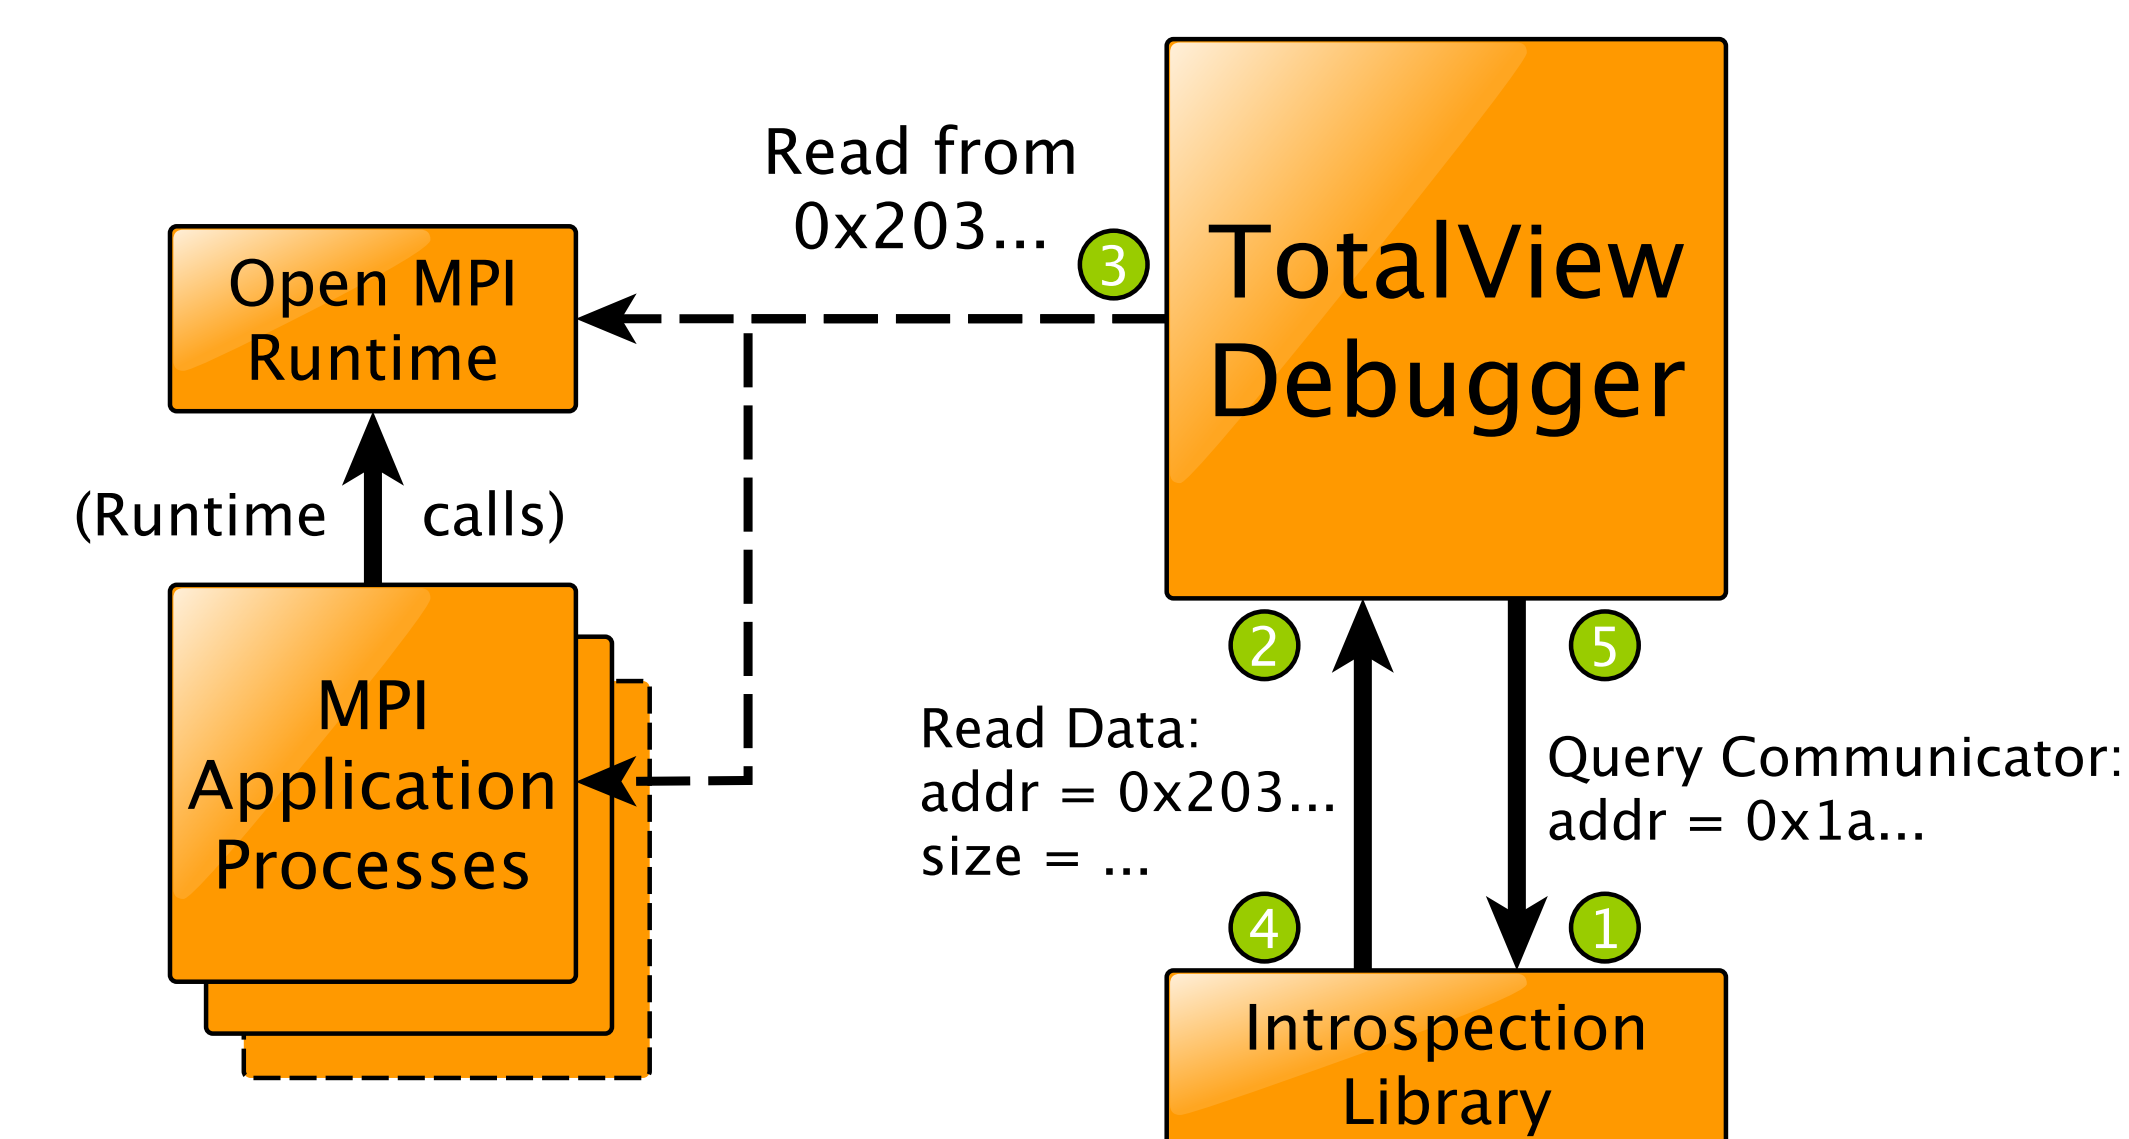 Read from
0x203...
3
TotalView
Debugger
Open MPI
Runtime
(Runtime calls)
MPI
Application
Processes
2
5
Read Data:
addr = 0x203...
size = ...
Query Communicator:
addr = 0x1a...
4
1
Introspection
Library